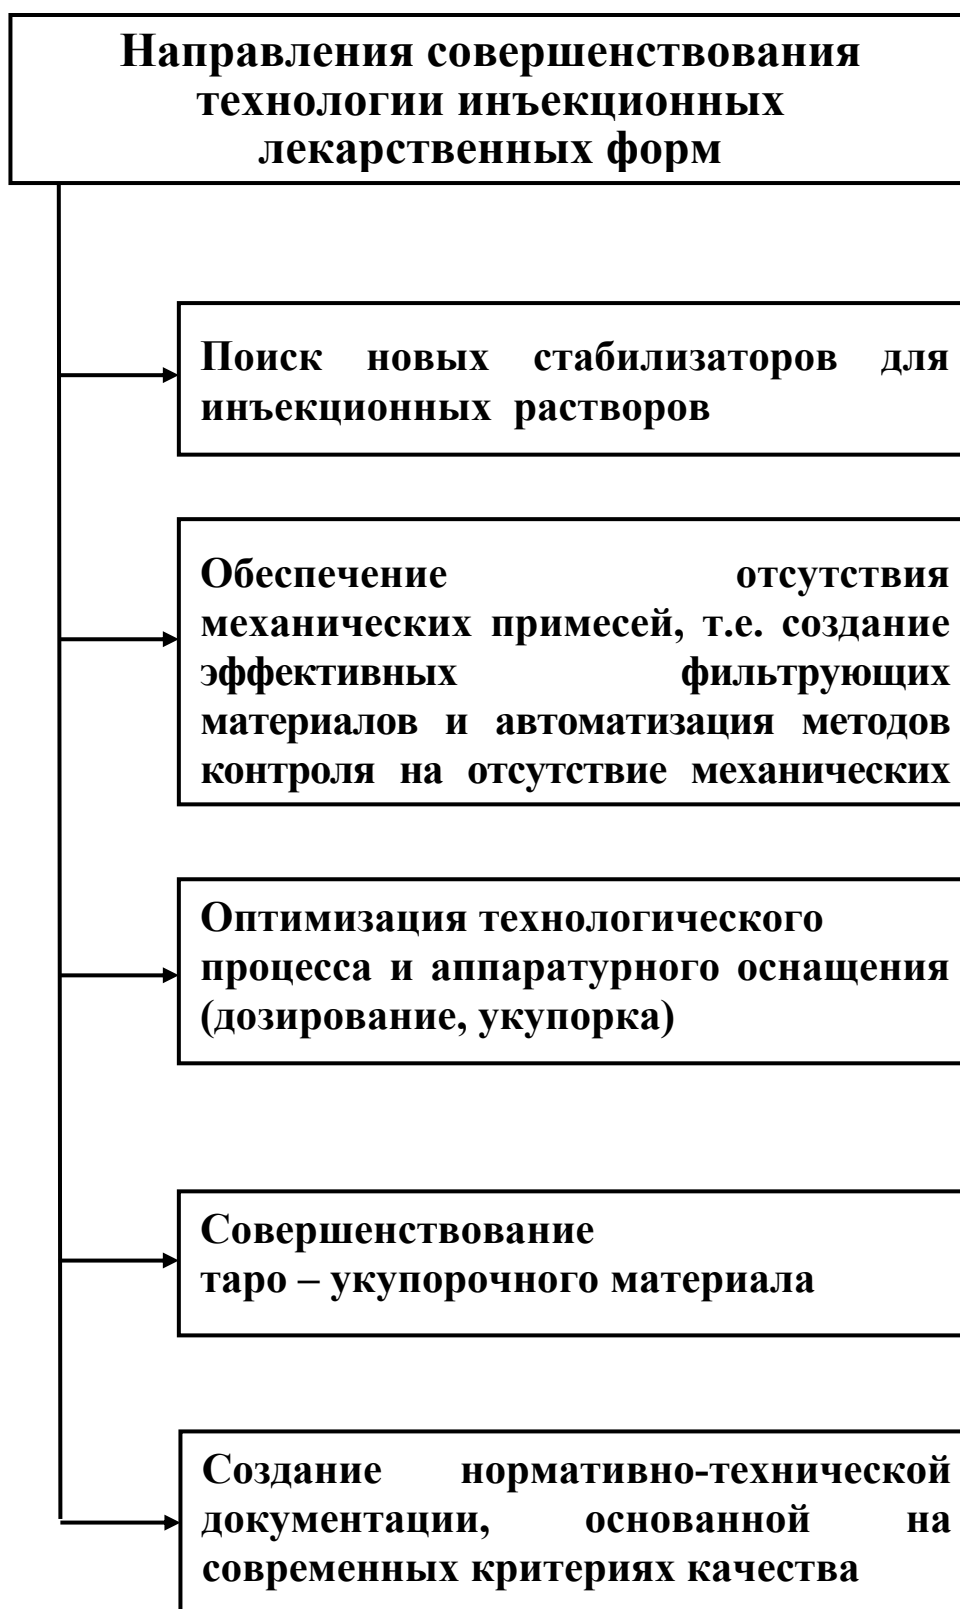 Направления совершенствования
технологии инъекционных
лекарственных форм
Поиск новых стабилизаторов для
инъекционных растворов
Обеспечение отсутствия
механических примесей, т.е. создание
эффективных фильтрующих
материалов и автоматизация методов
контроля на отсутствие механических
Оптимизация технологического
процесса и аппаратурного оснащения
(дозирование, укупорка)
Совершенствование
таро – укупорочного материала
Создание нормативно-технической
документации, основанной на
современных критериях качества